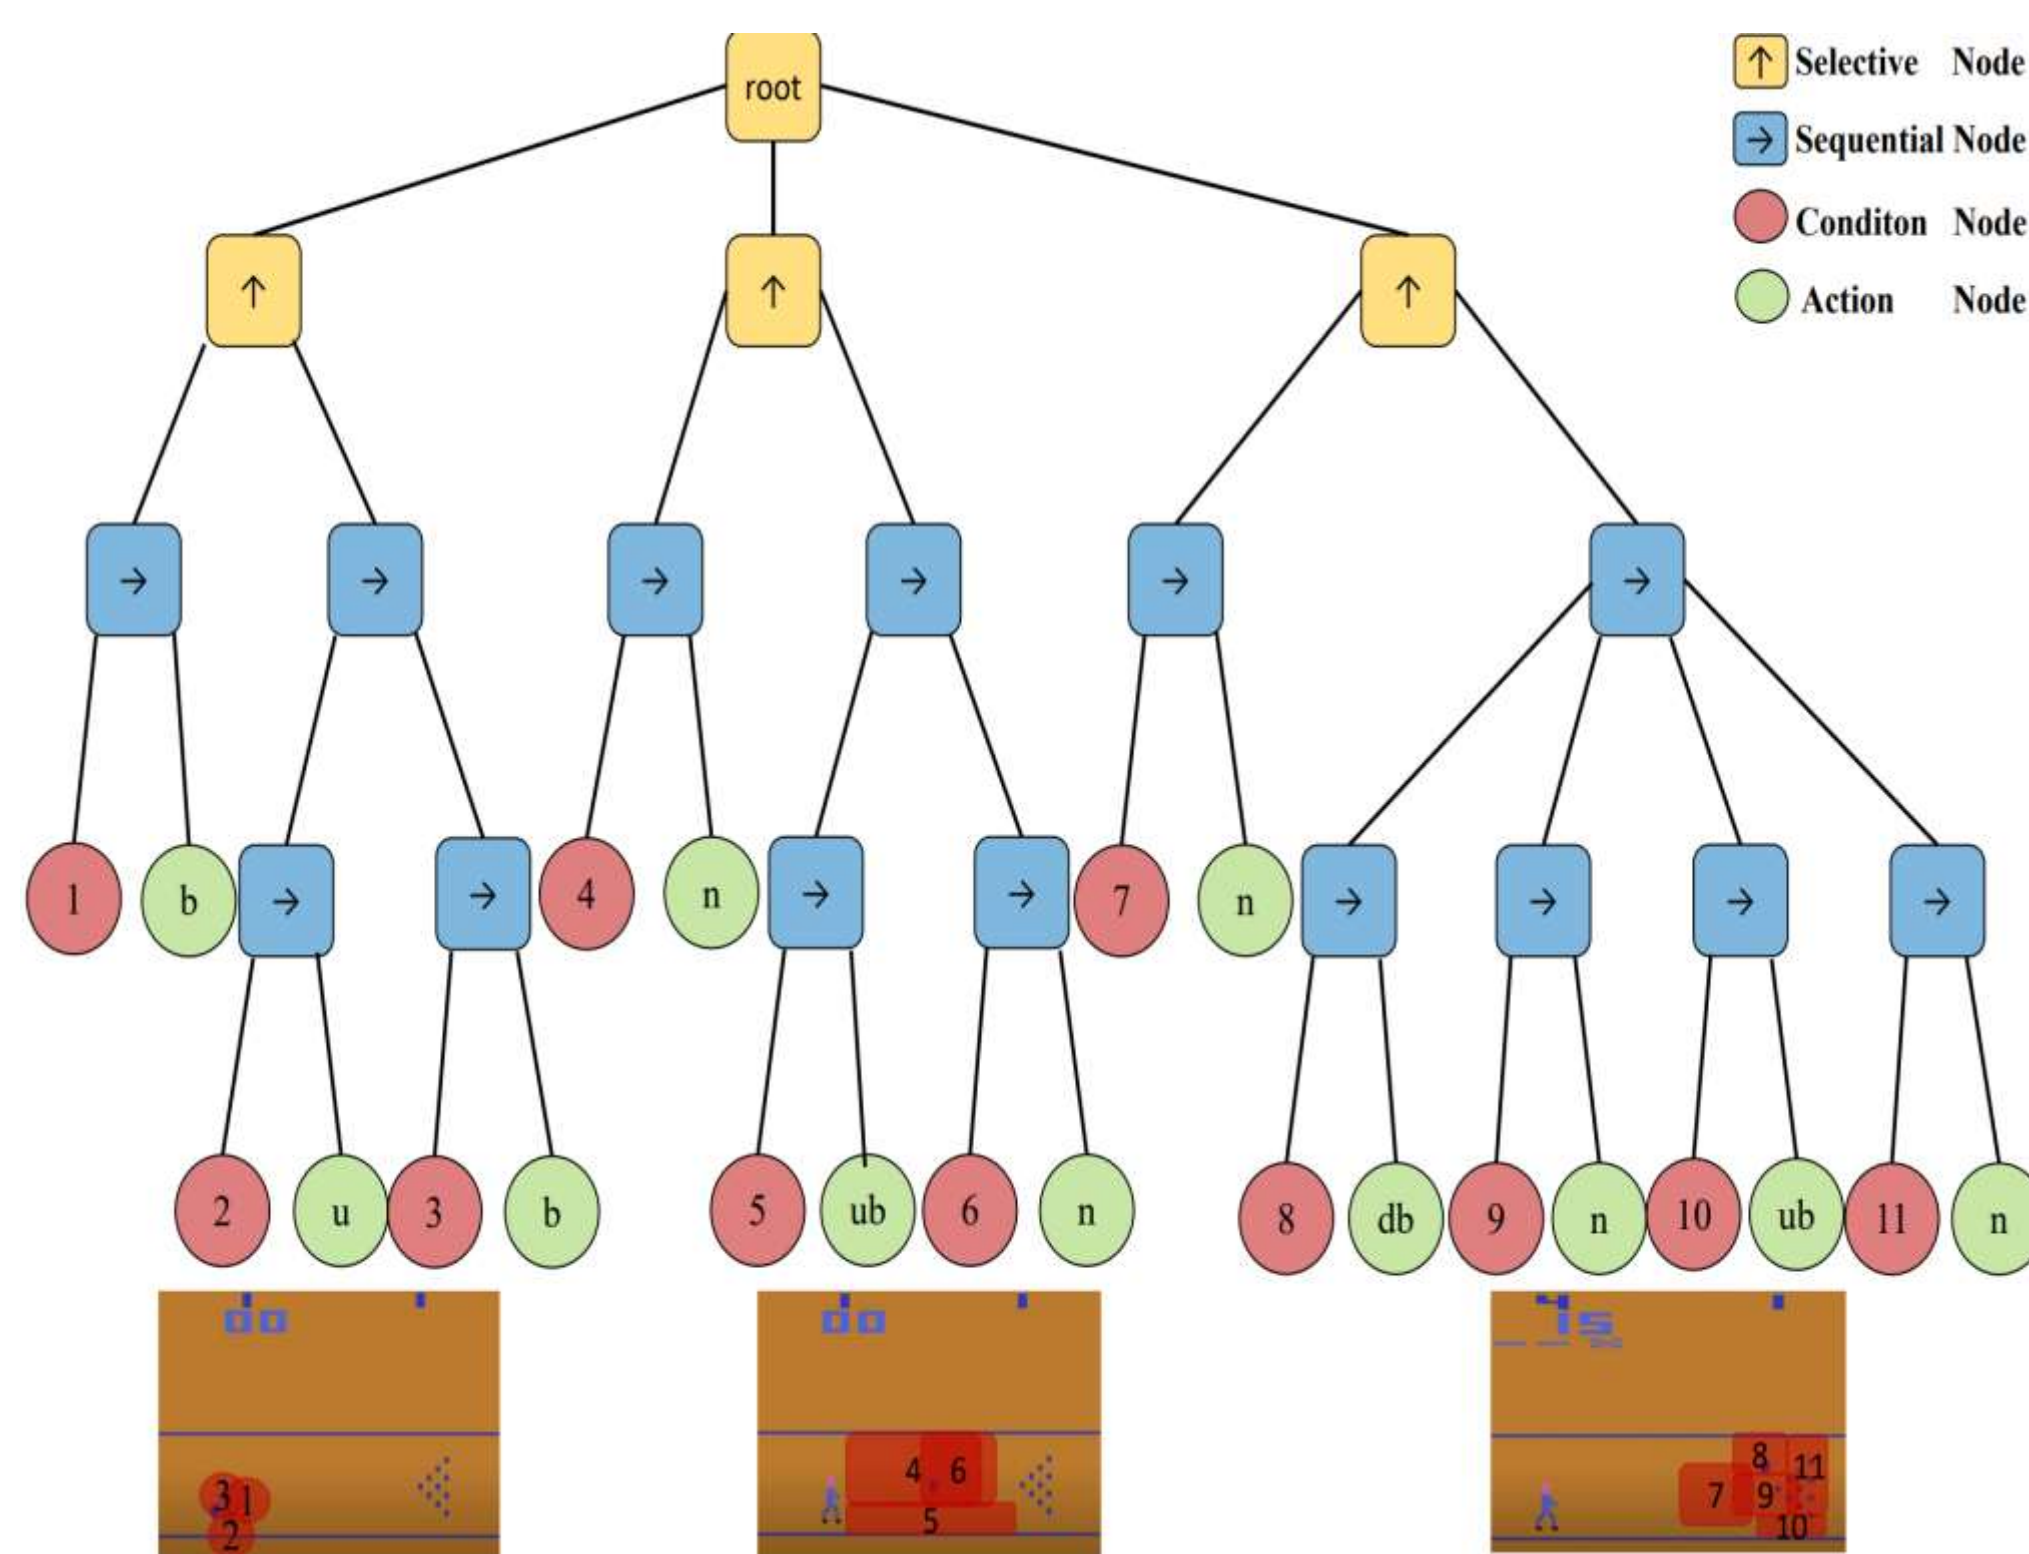 root
↑ Selective Node
→ Sequential Node
Conditon Node
Action Node
↑ ↑ ↑
→ → → → → →
1 b → → 4 n → → 7 n → → → →
2 u 3 b 5 ub 6 n 8 db 9 n 10 ub 11 n
3 1
2
4 6
5
8 11
7 9
10